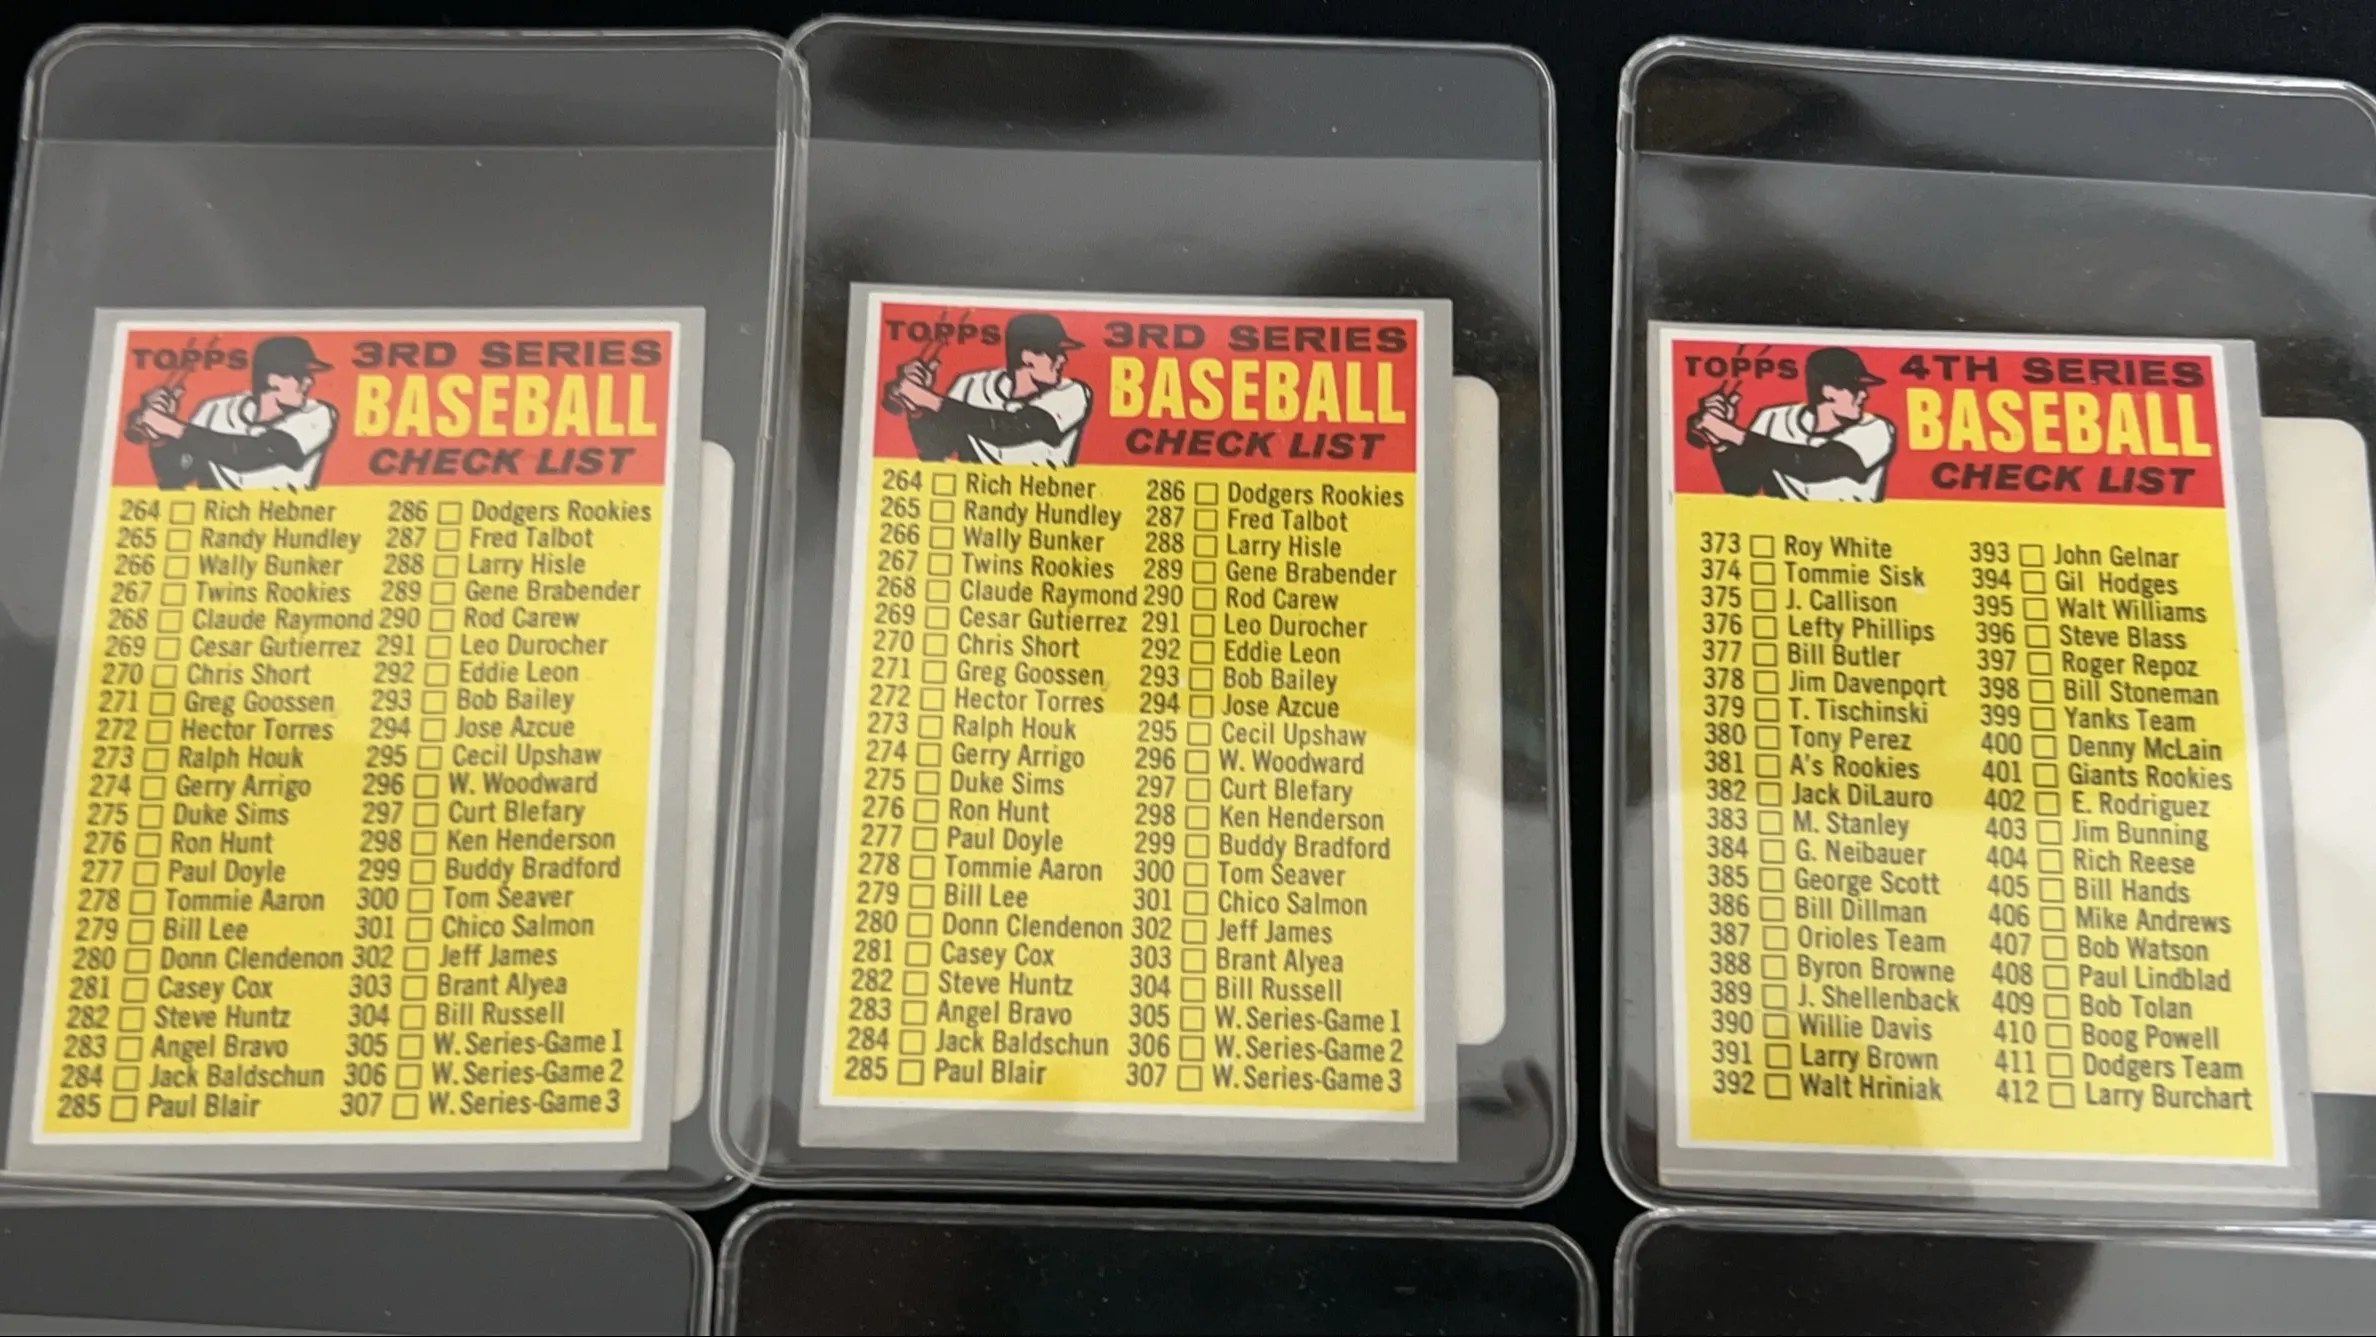 TOPPS 3RD SERIES
BASEBALL
CHECK LIST
264 Rich Hebner 286 Dodgers Rookies
265 Randy Hundley 287 Fred Talbot
266 Wally Bunker 288 Larry Hisle
267 Twins Rookies 289 Gene Brabender
268 Claude Raymond 290 Rod Carew
269 Cesar Gutierrez 291 Leo Durocher
270 Chris Short 292 Eddie Leon
271 Greg Goossen 293 Bob Bailey
272 Hector Torres 294 Jose Azcue
273 Ralph Houk 295 Cecil Upshaw
274 Gerry Arrigo 296 W. Woodward
275 Duke Sims 297 Curt Blefary
276 Ron Hunt 298 Ken Henderson
277 Paul Doyle 299 Buddy Bradford
278 Tommie Aaron 300 Tom Seaver
279 Bill Lee 301 Chico Salmon
280 Donn Clendenon 302 Jeff James
281 Casey Cox 303 Brant Alyea
282 Steve Huntz 304 Bill Russell
283 Angel Bravo 305 W. Series-Game 1
284 Jack Baldschun 306 W. Series-Game 2
285 Paul Blair 307 W. Series-Game 3
TOPPS 3RD SERIES
BASEBALL
CHECK LIST
264 Rich Hebner 286 Dodgers Rookies
265 Randy Hundley 287 Fred Talbot
266 Wally Bunker 288 Larry Hisle
267 Twins Rookies 289 Gene Brabender
268 Claude Raymond 290 Rod Carew
269 Cesar Gutierrez 291 Leo Durocher
270 Chris Short 292 Eddie Leon
271 Greg Goossen 293 Bob Bailey
272 Hector Torres 294 Jose Azcue
273 Ralph Houk 295 Cecil Upshaw
274 Gerry Arrigo 296 W. Woodward
275 Duke Sims 297 Curt Blefary
276 Ron Hunt 298 Ken Henderson
277 Paul Doyle 299 Buddy Bradford
278 Tommie Aaron 300 Tom Seaver
279 Bill Lee 301 Chico Salmon
280 Donn Clendenon 302 Jeff James
281 Casey Cox 303 Brant Alyea
282 Steve Huntz 304 Bill Russell
283 Angel Bravo 305 W. Series-Game 1
284 Jack Baldschun 306 W. Series-Game 2
285 Paul Blair 307 W. Series-Game 3
TOPPS 4TH SERIES
BASEBALL
CHECK LIST
373 Roy White 393 John Gelnar
374 Tommie Sisk 394 Gil Hodges
375 J. Callison 395 Walt Williams
376 Lefty Phillips 396 Steve Blass
377 Bill Butler 397 Roger Repoz
378 Jim Davenport 398 Bill Stoneman
379 T. Tischinski 399 Yanks Team
380 Tony Perez 400 Denny McLain
381 A's Rookies 401 Giants Rookies
382 Jack DiLauro 402 E. Rodriguez
383 M. Stanley 403 Jim Bunning
384 G. Neibauer 404 Rich Reese
385 George Scott 405 Bill Hands
386 Bill Dillman 406 Mike Andrews
387 Orioles Team 407 Bob Watson
388 Byron Browne 408 Paul Lindblad
389 J. Shellenback 409 Bob Tolan
390 Willie Davis 410 Boog Powell
391 Larry Brown 411 Dodgers Team
392 Walt Hriniak 412 Larry Burchart